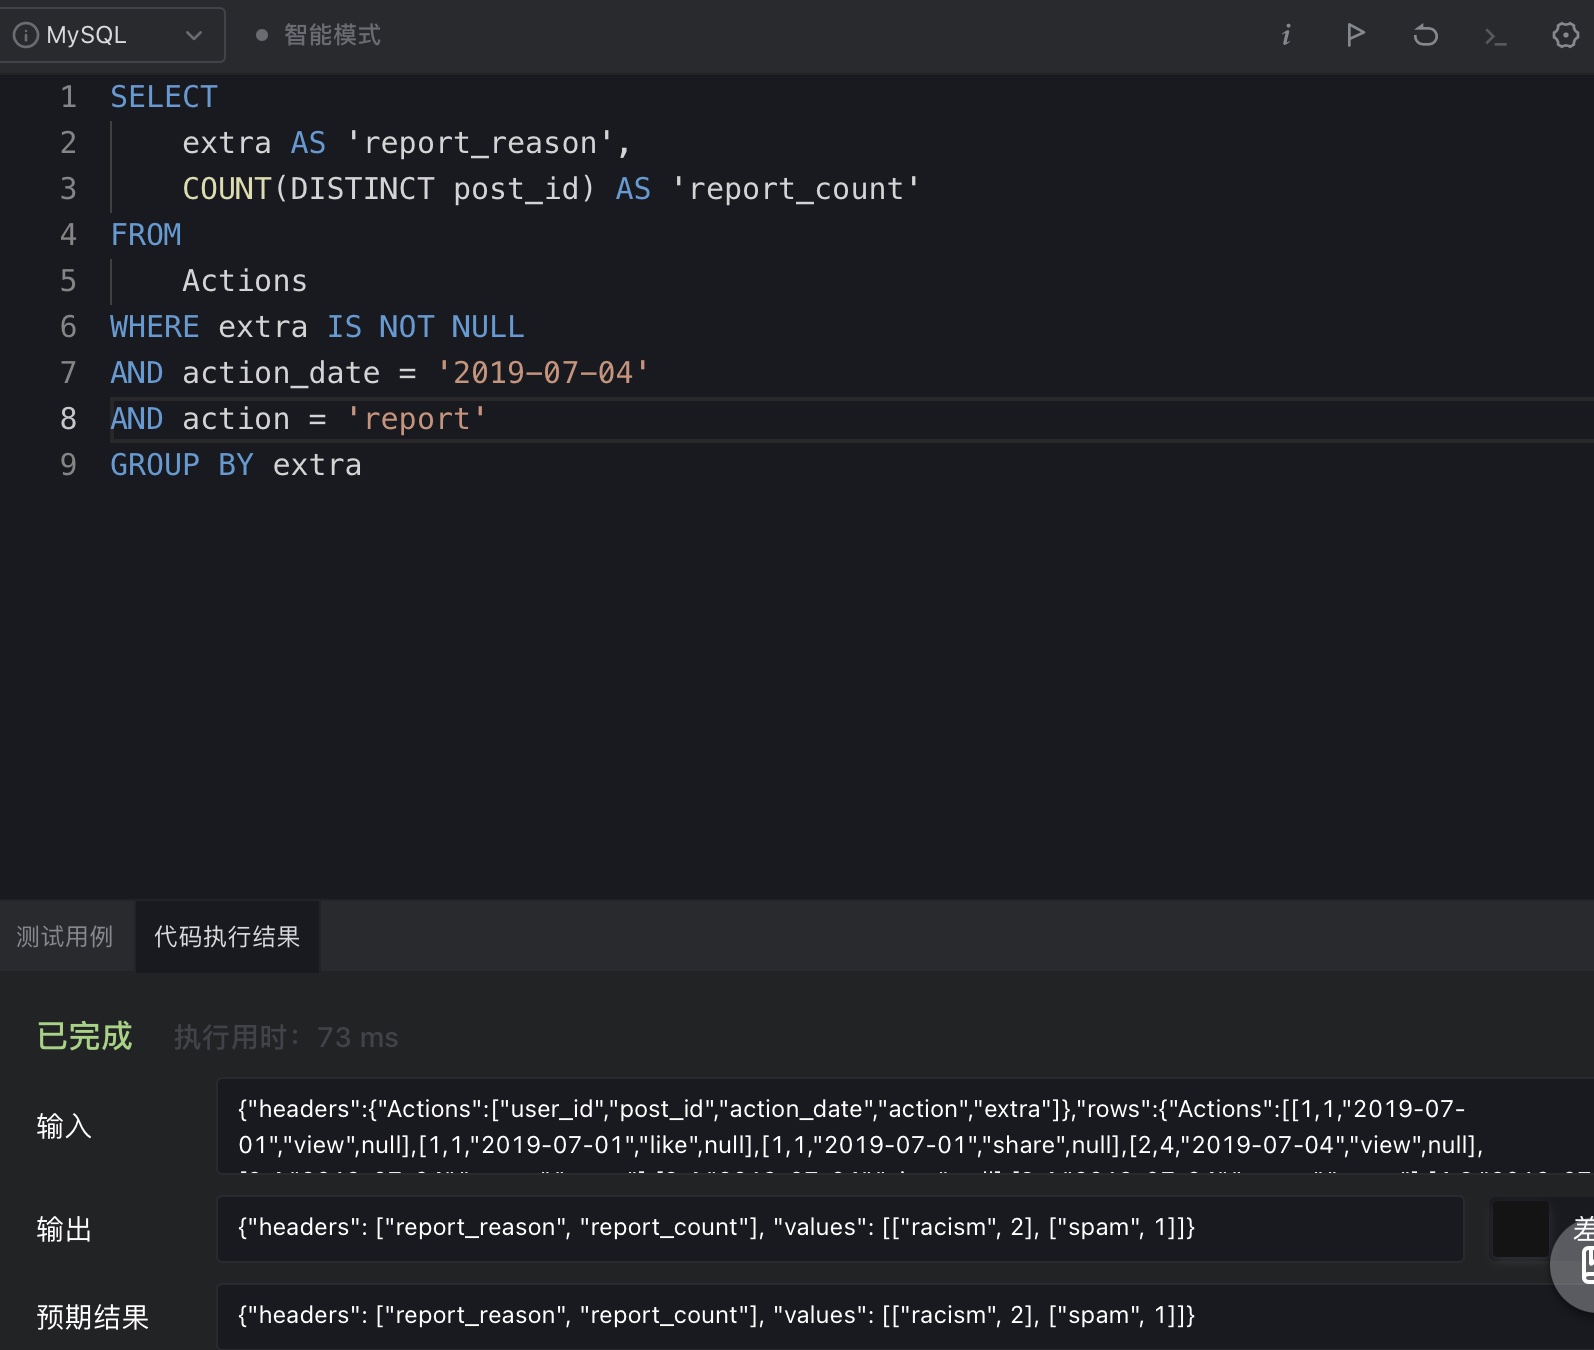 MySQL
智能模式
1 SELECT
2 extra AS 'report_reason',
3 COUNT(DISTINCT post_id) AS 'report_count'
4 FROM
5 Actions
6 WHERE extra IS NOT NULL
7 AND action_date = '2019-07-04'
8 AND action = 'report'
9 GROUP BY extra
测试用例
代码执行结果
已完成
执行用时：73 ms
输入
{"headers":{"Actions":["user_id","post_id","action_date","action","extra"]},"rows":{"Actions":[[1,1,"2019-07-
01","view",null],[1,1,"2019-07-01","like",null],[1,1,"2019-07-01","share",null],[2,4,"2019-07-04","view",null],
输出
{"headers": ["report_reason", "report_count"], "values": [["racism", 2], ["spam", 1]]}
差
预期结果
{"headers": ["report_reason", "report_count"], "values": [["racism", 2], ["spam", 1]]}